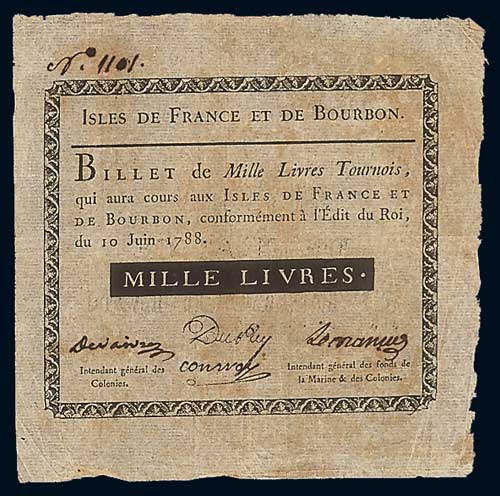 N.º 1101.
ISLES DE FRANCE ET DE BOURBON.
BILLET de Mille Livres Tournois,
qui aura cours aux ISLES DE FRANCE ET
DE BOURBON, conformément à l'Édit du Roi,
du 10 Juin 1788.
MILLE LIVRES.
Intendant général des
Colonies.
Intendant général des fonds de
la Marine & des Colonies.